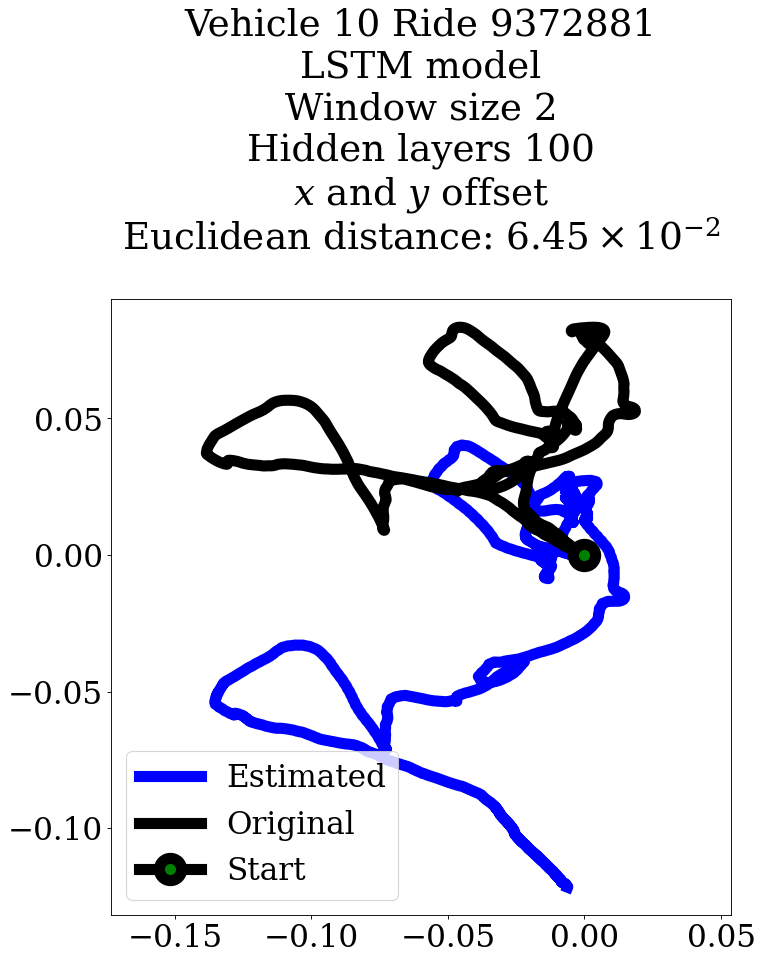 Vehicle 10 Ride 9372881
LSTM model
Window size 2
Hidden layers 100
x and y offset
Euclidean distance: 6.45 × 10⁻²
0.05
0.00
−0.05
−0.10
Estimated
Original
Start
−0.15 −0.10 −0.05 0.00 0.05